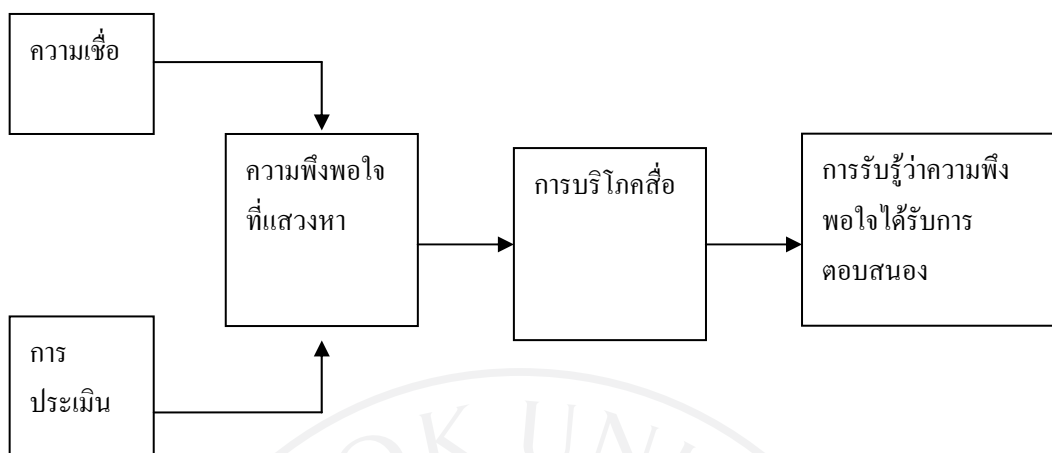 ความเชื่อ
ความพึงพอใจ
ที่แสวงหา
การบริโภคสื่อ
การรับรู้ว่าความพึง
พอใจได้รับการ
ตอบสนอง
การ
ประเมิน
OK UNI